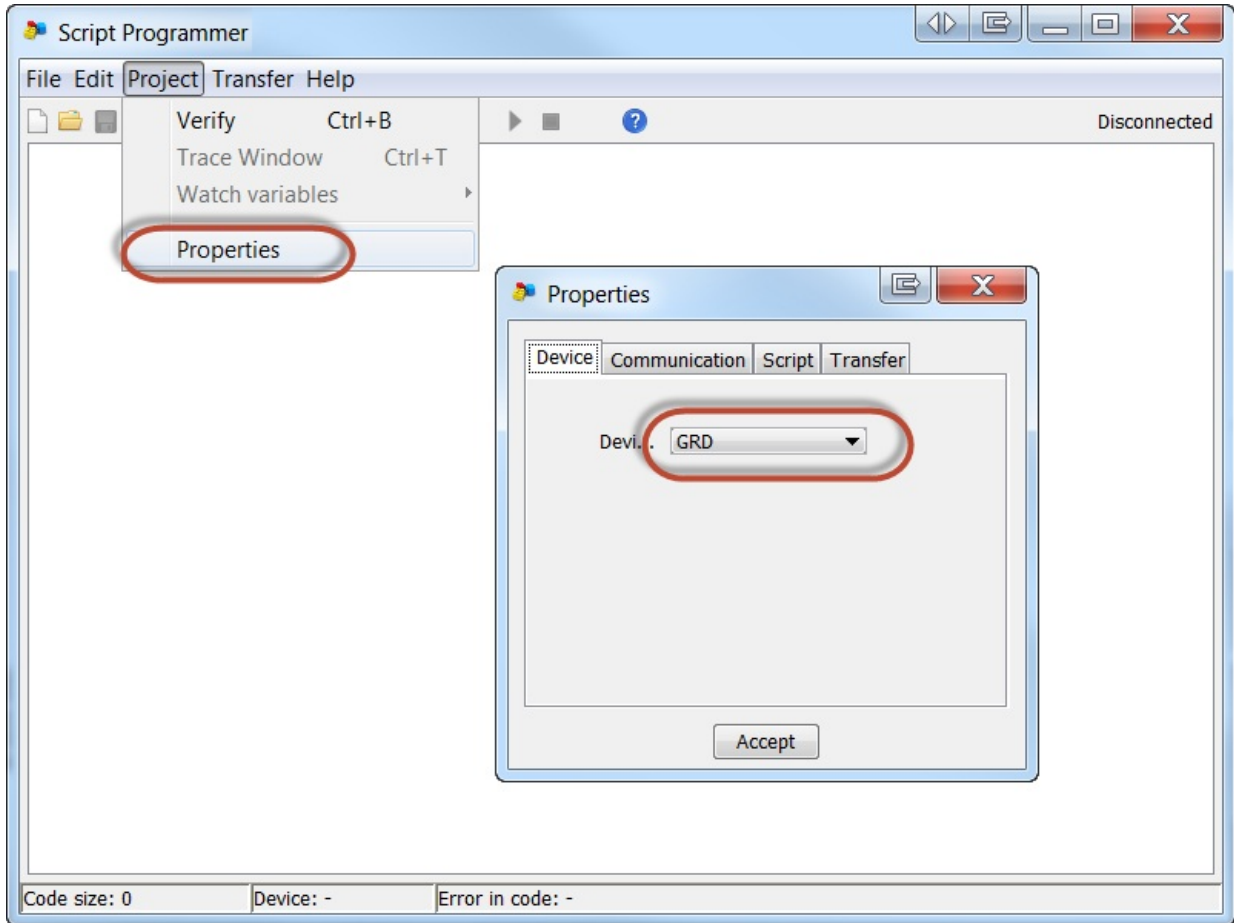 Script Programmer
File Edit Project Transfer Help
Verify Ctrl+B
Disconnected
Trace Window Ctrl+T
Watch variables
Properties
Properties
Device Communication Script Transfer
Devi... GRD
Accept
Code size: 0 Device: - Error in code: -